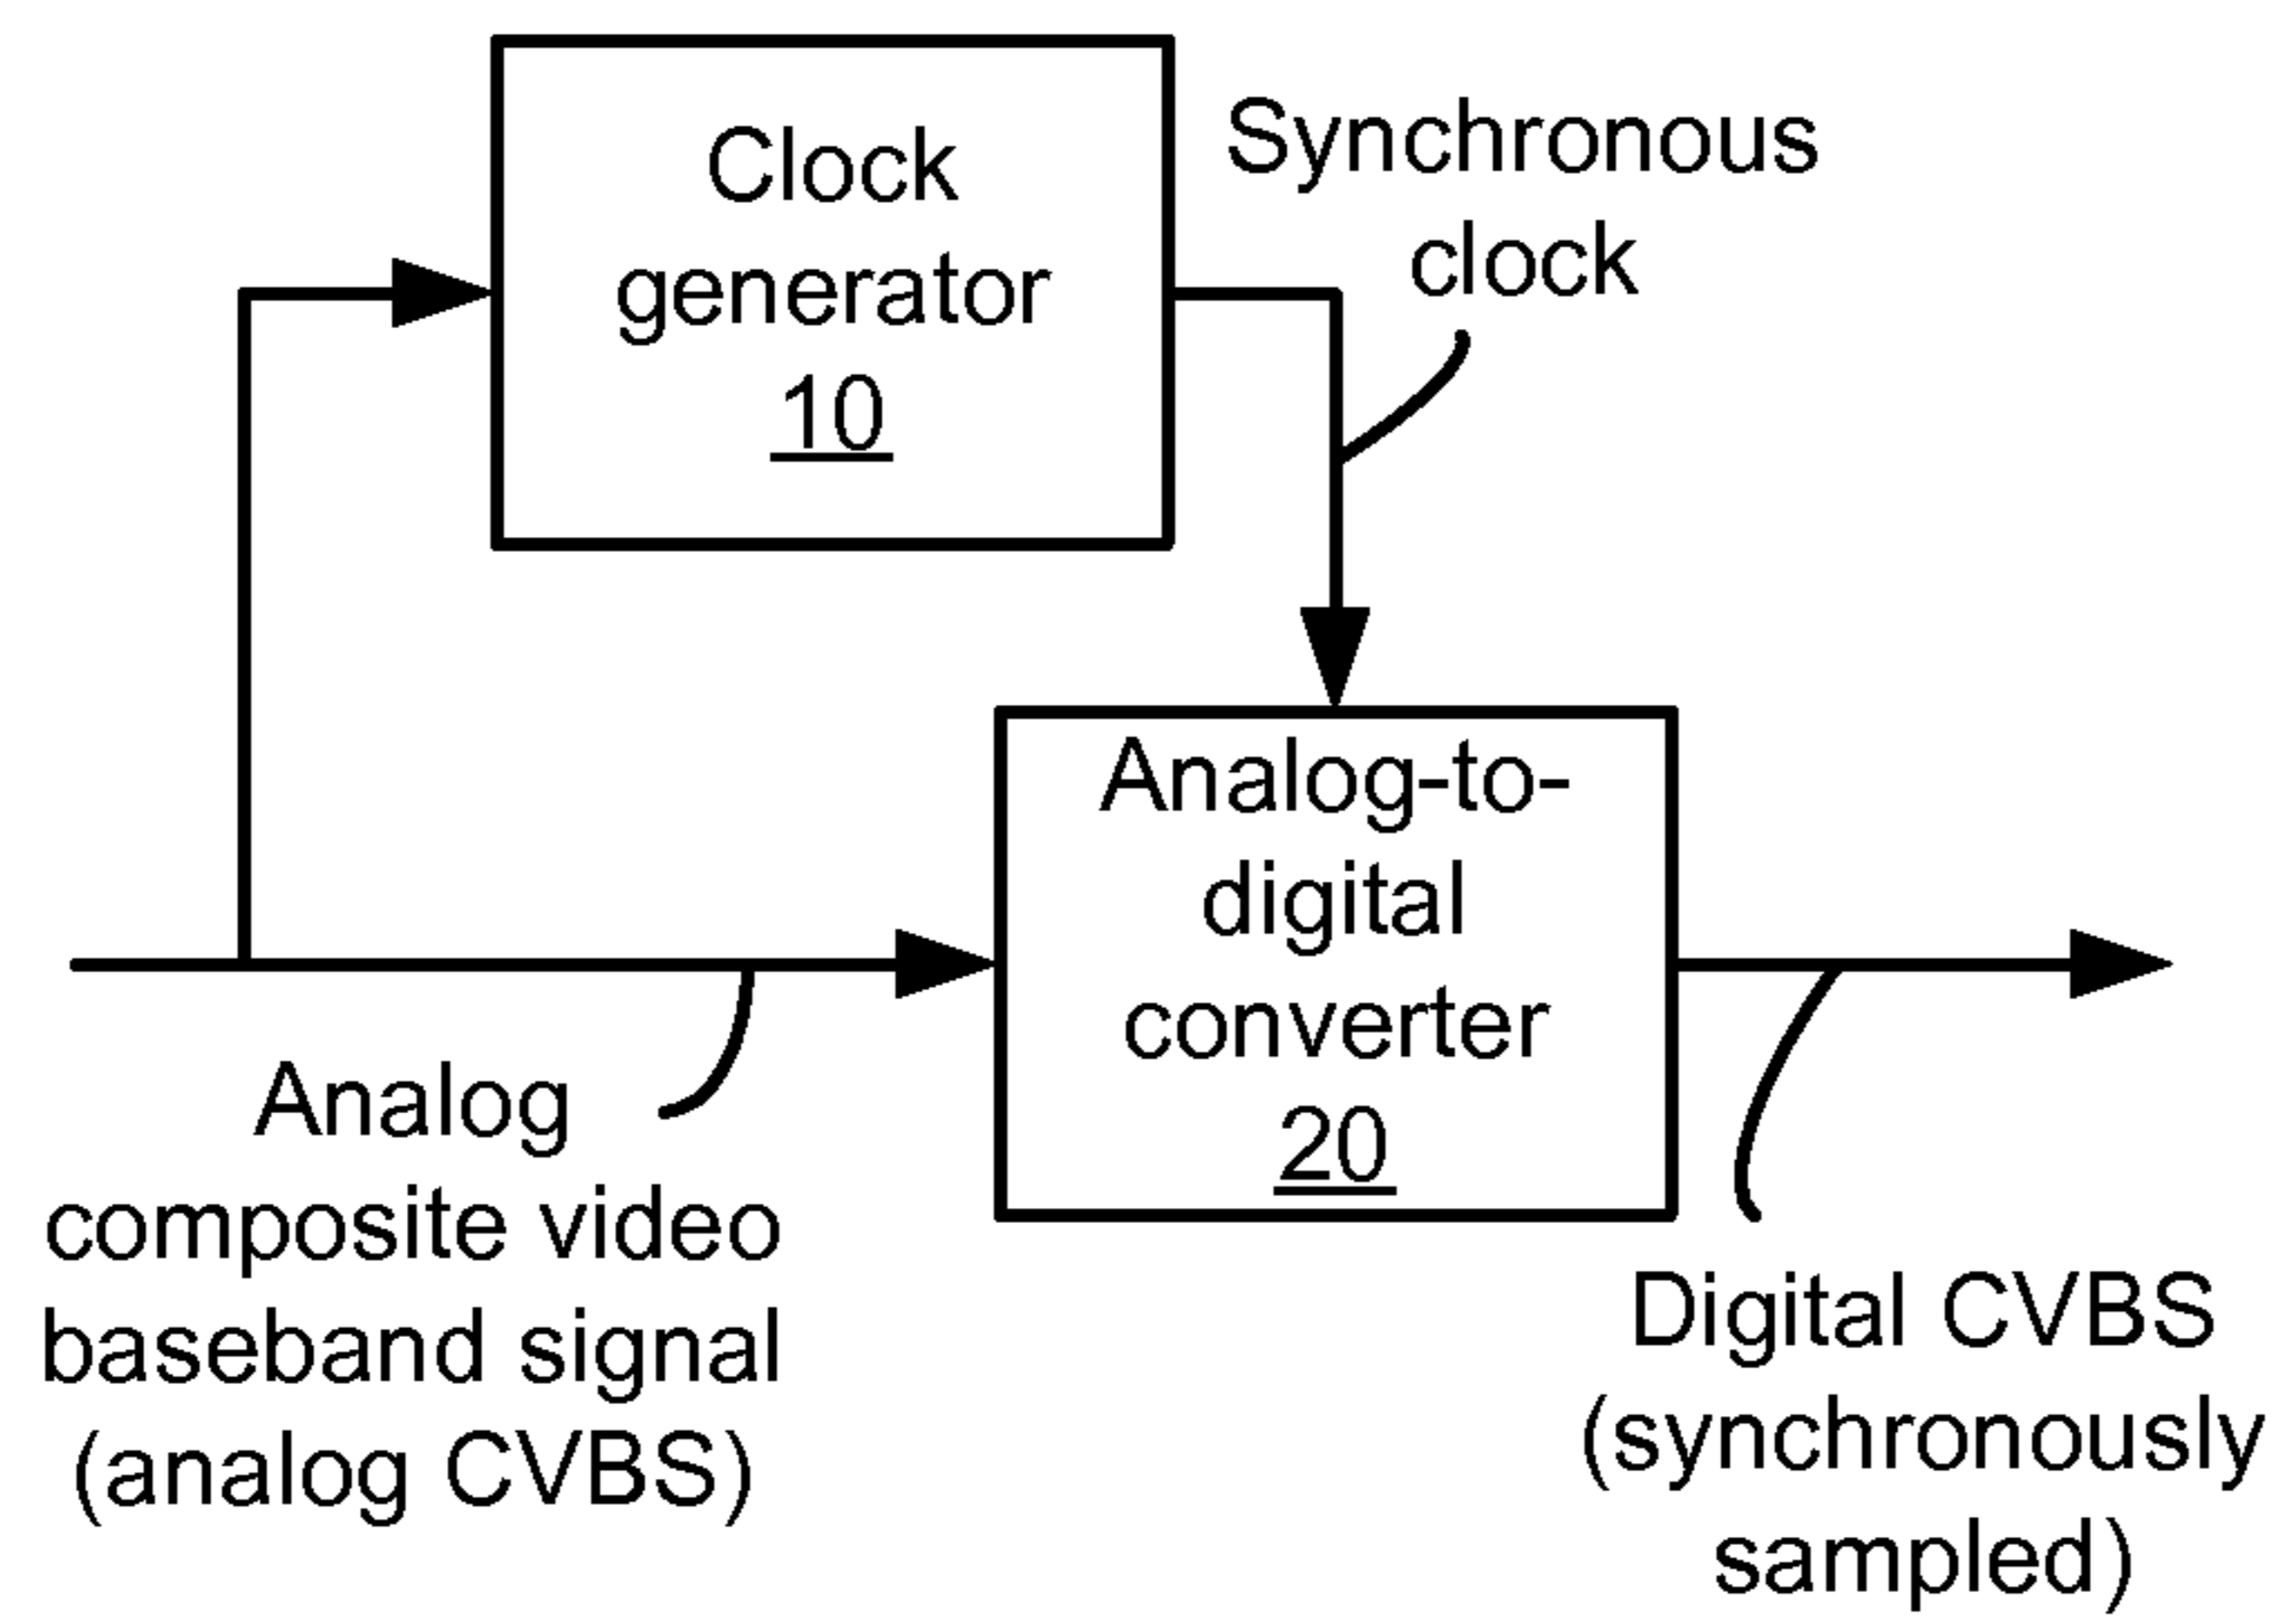 Clock
generator
10
Synchronous
clock
Analog-to-
digital
converter
20
Analog
composite video
baseband signal
(analog CVBS)
Digital CVBS
(synchronously
sampled)